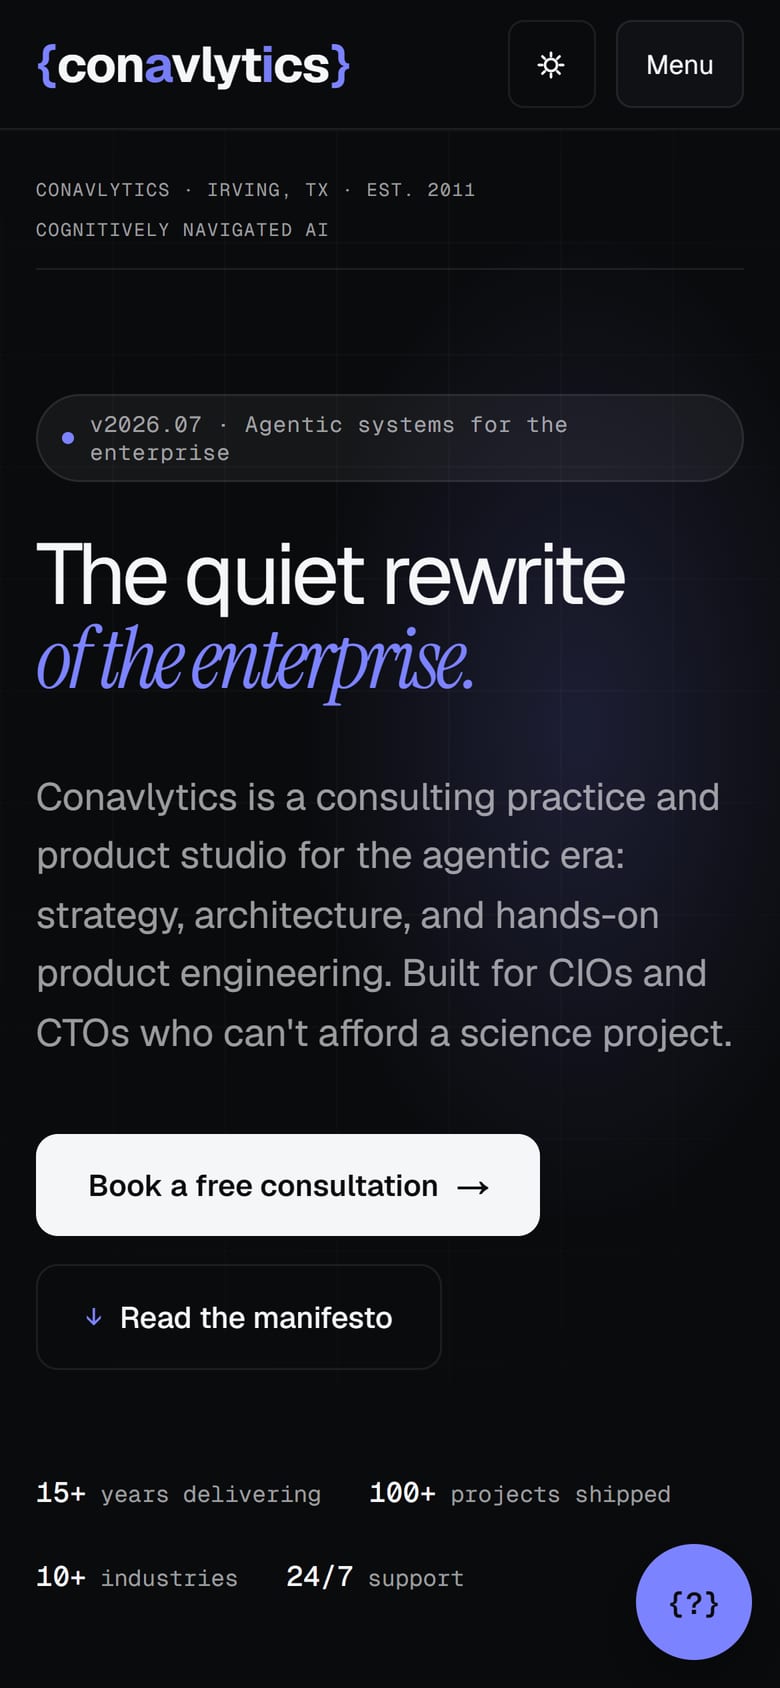 {conavlytics}
Menu
CONAVLYTICS · IRVING, TX · EST. 2011
COGNITIVELY NAVIGATED AI
v2026.07 · Agentic systems for the
enterprise
The quiet rewrite
of the enterprise.
Conavlytics is a consulting practice and
product studio for the agentic era:
strategy, architecture, and hands-on
product engineering. Built for CIOs and
CTOs who can't afford a science project.
Book a free consultation →
↓ Read the manifesto
15+ years delivering 100+ projects shipped
10+ industries 24/7 support
{?}